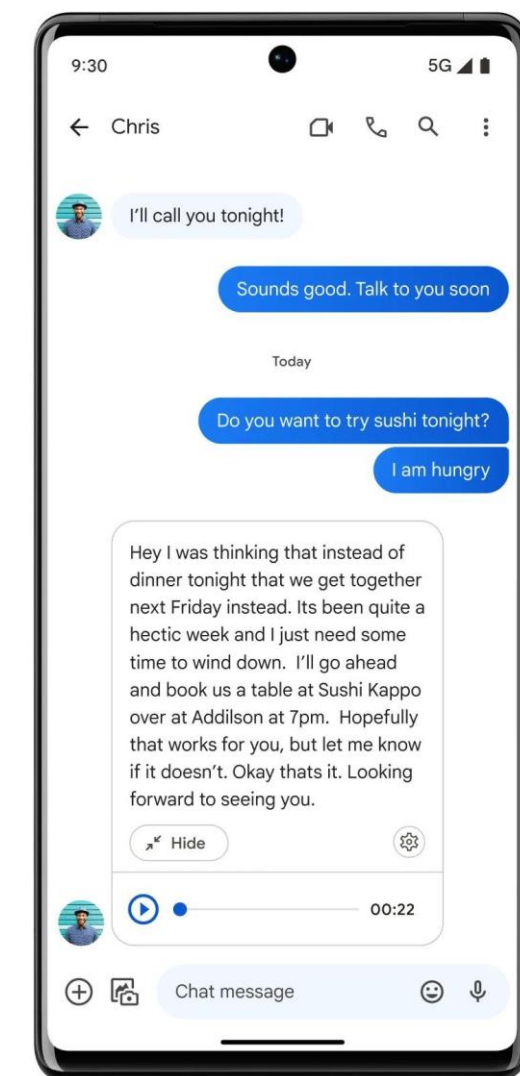 9:30 5G
Chris
I'll call you tonight!
Sounds good. Talk to you soon
Today
Do you want to try sushi tonight?
I am hungry
Hey I was thinking that instead of
dinner tonight that we get together
next Friday instead. Its been quite a
hectic week and I just need some
time to wind down.  I'll go ahead
and book us a table at Sushi Kappo
over at Addilson at 7pm.  Hopefully
that works for you, but let me know
if it doesn't. Okay thats it. Looking
forward to seeing you.
Hide
00:22
Chat message